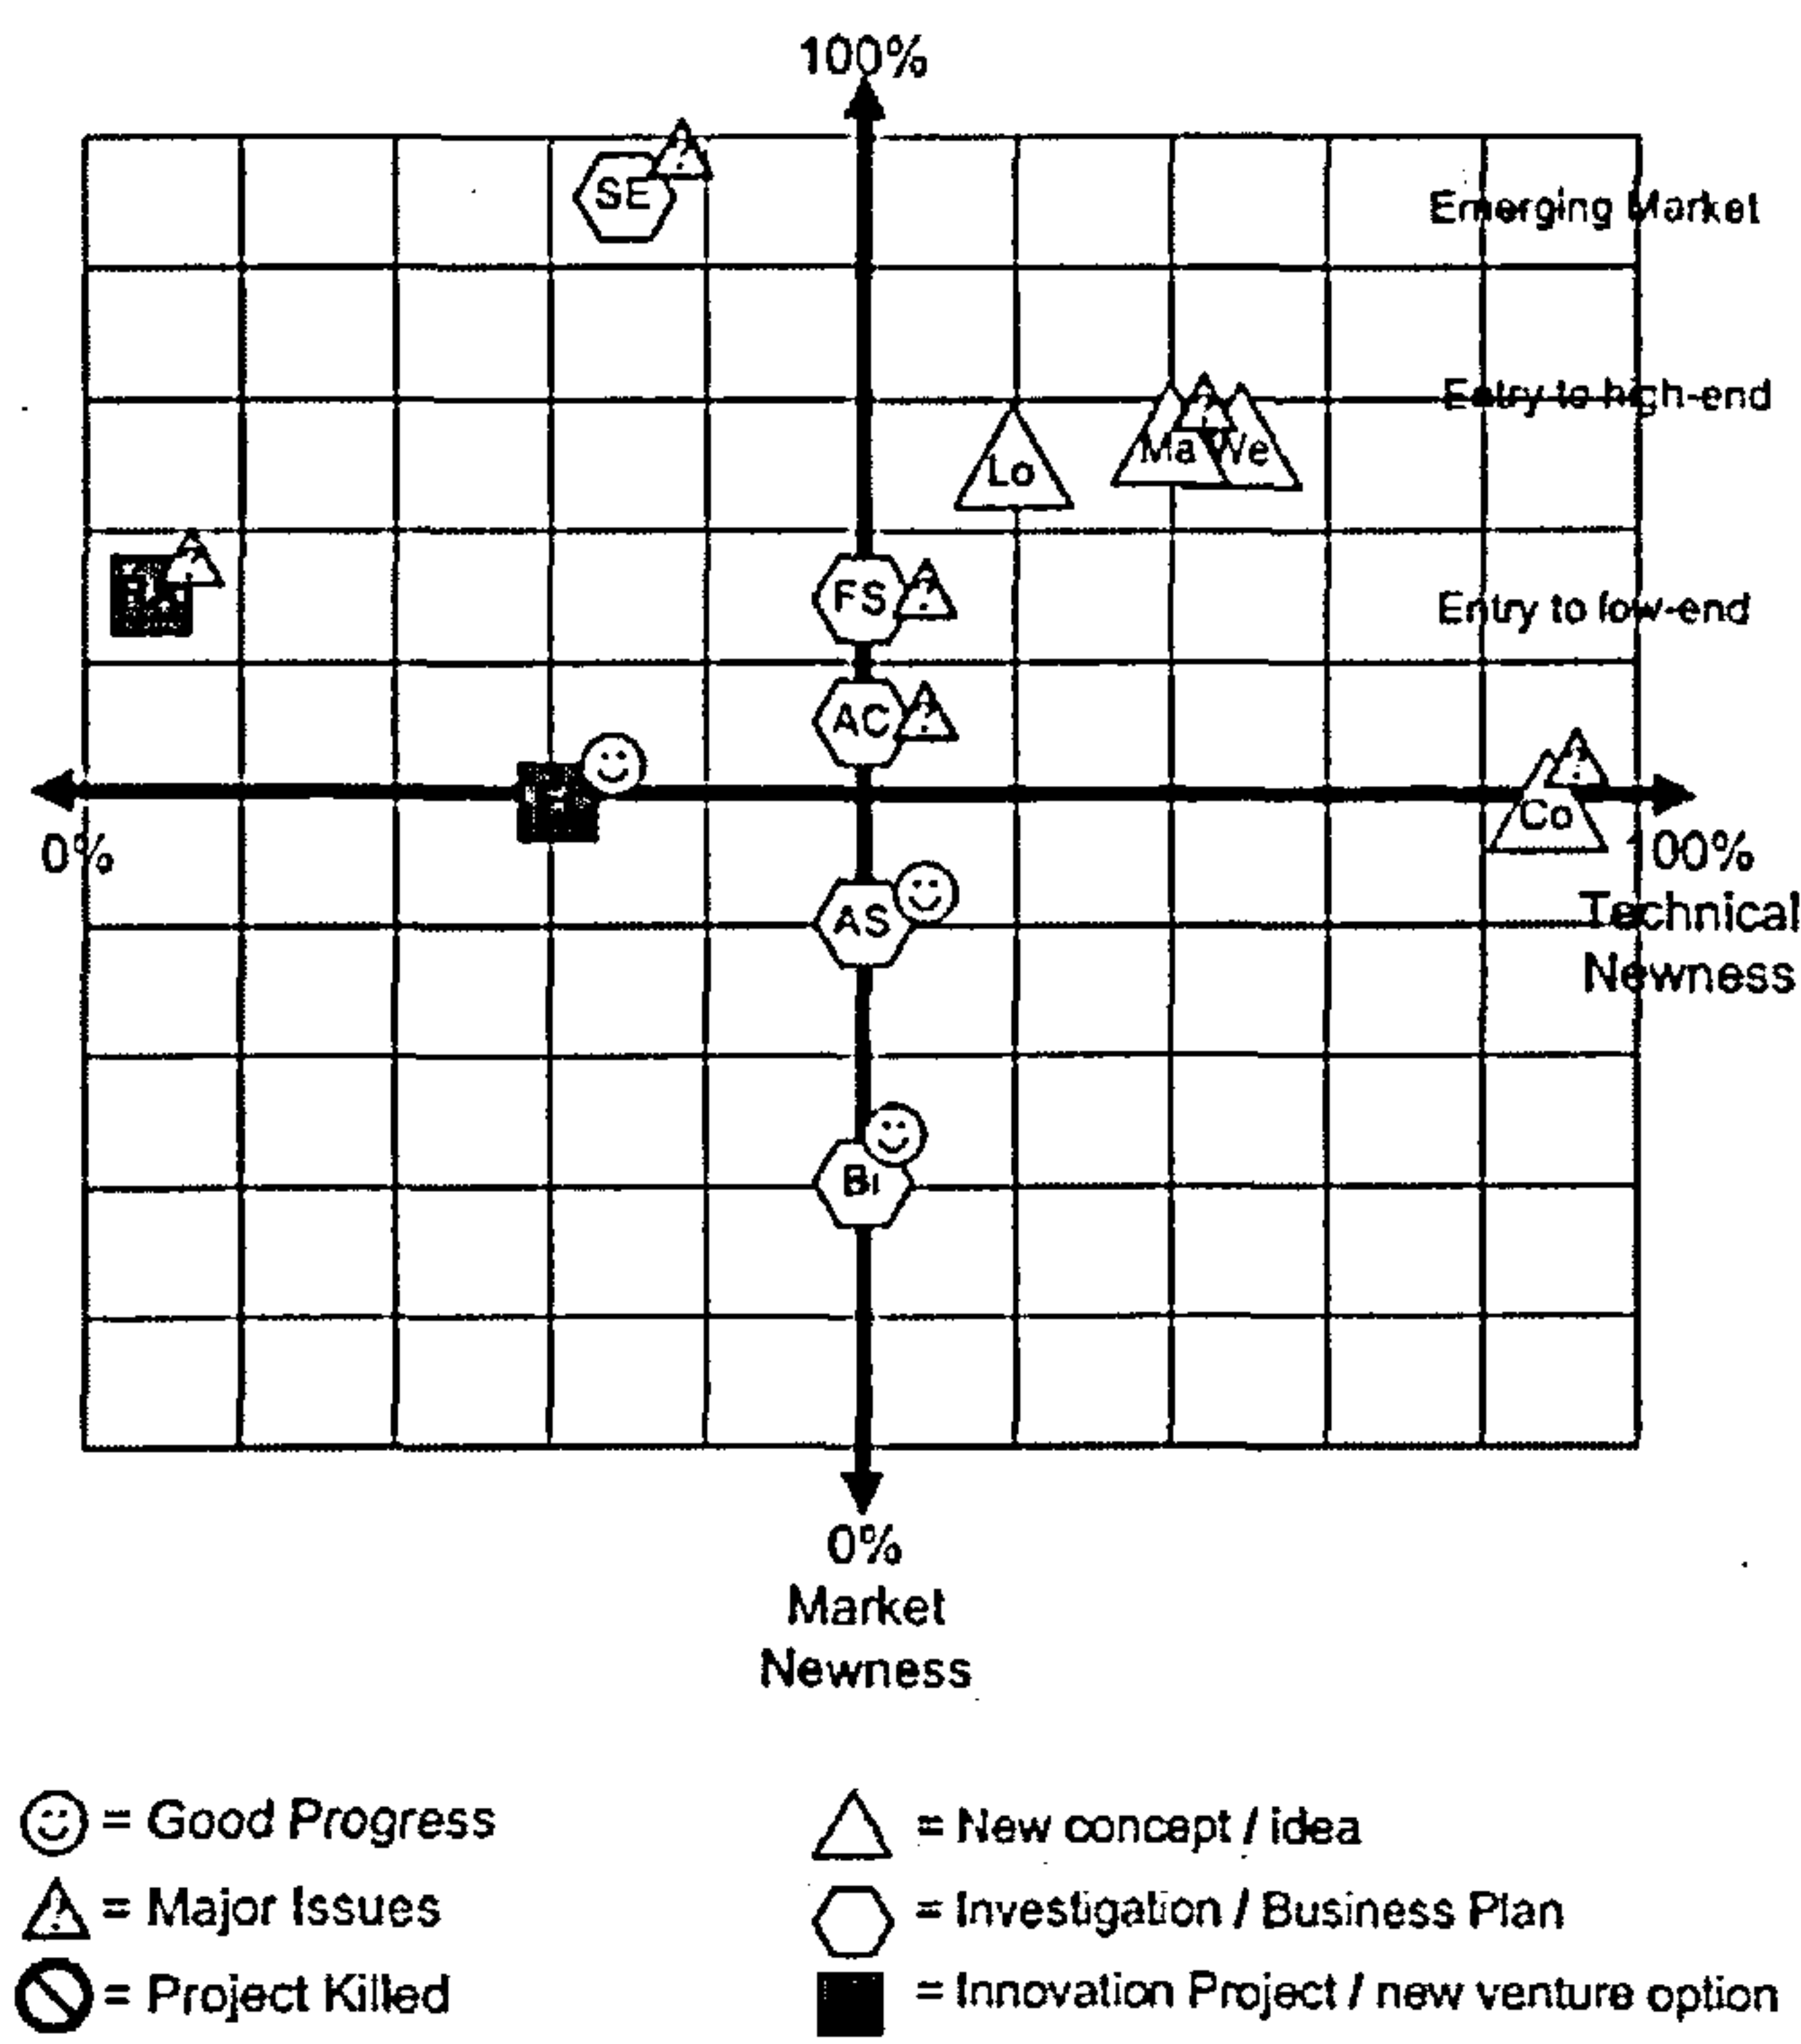 100%
SE
Emerging Market
Entry to high-end
Ma We
Lo
FS
Entry to low-end
AC
Co
0%
100%
Technical
Newness
AS
Bi
0%
Market
Newness
= Good Progress
= New concept / idea
= Major Issues
= Investigation / Business Plan
= Project Killed
= Innovation Project / new venture option